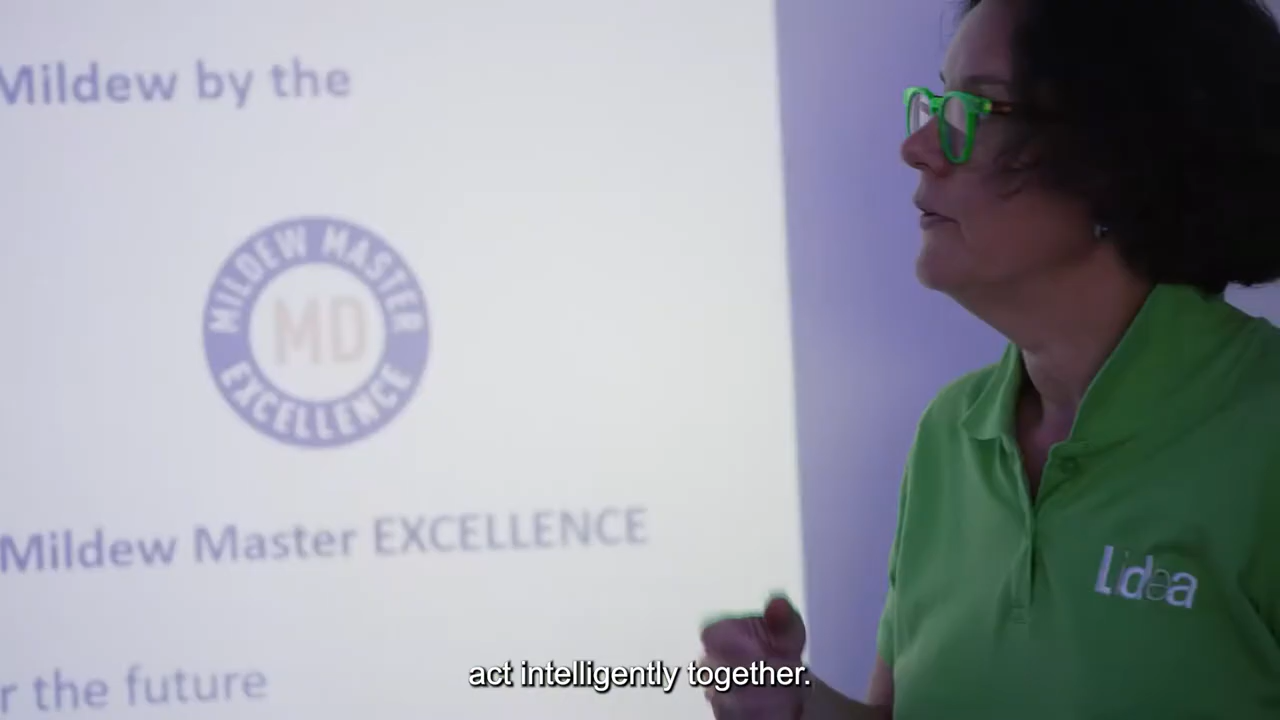 Mildew by the
MILDEW MASTER
MD
EXCELLENCE
Mildew Master EXCELLENCE
r the future
Lidea
act intelligently together.